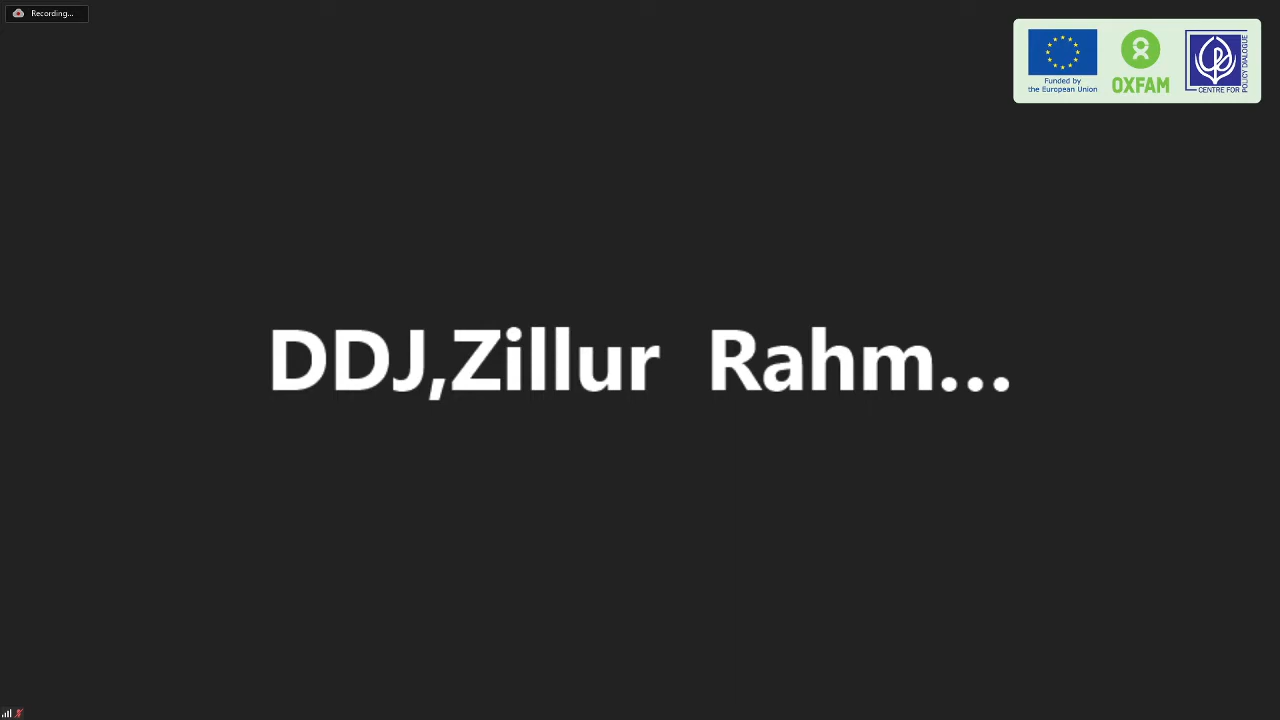 Recording...
Funded by
the European Union
OXFAM
CENTRE FOR
POLICY DIALOGUE
DDJ,Zillur Rahm...